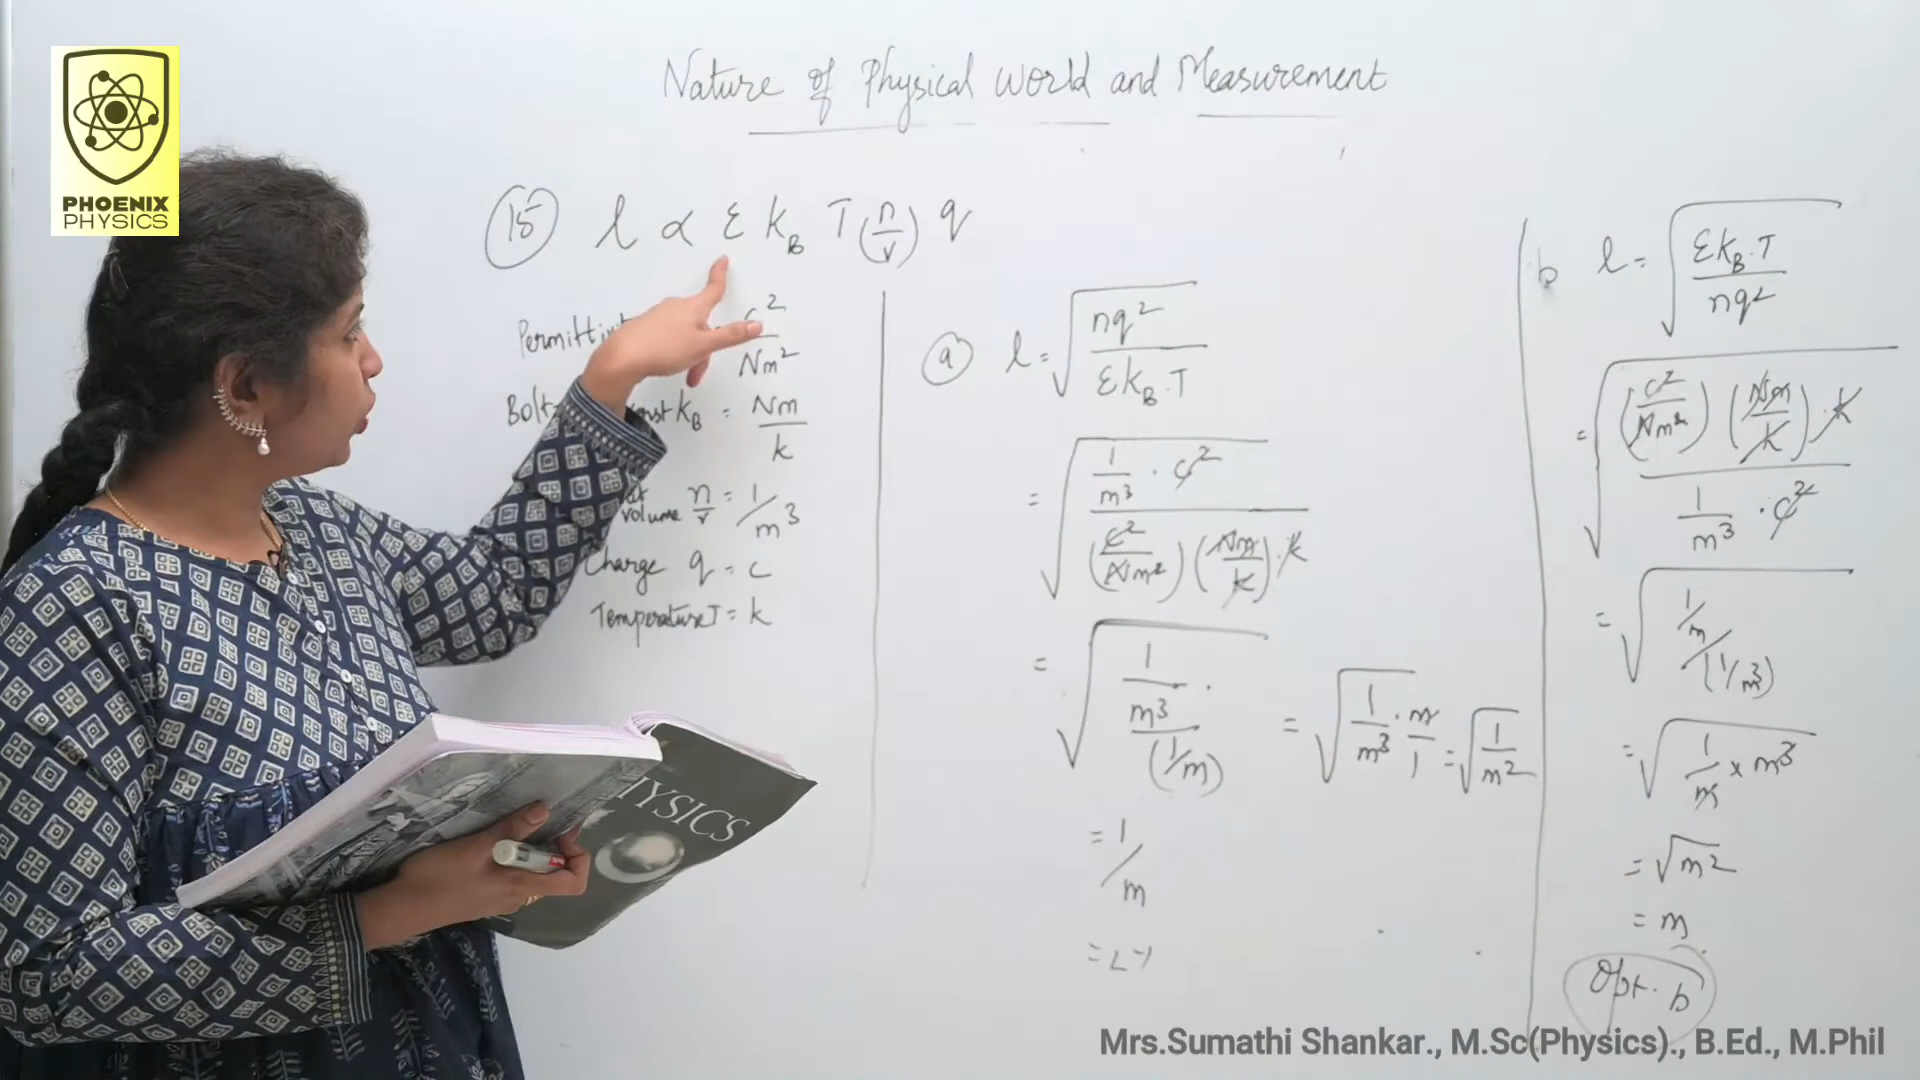 PHOENIX
PHYSICS
Nature of Physical World and Measurement
15 l ∝ ε k_B T (n/v) q
c²/Nm²
k_B = Nm/k
volume n/v = 1/m³
Charge q = c
Temperature T = k
a l = √(nq²/(εk_B.T))
= √((1/m³ . c²)/((c²/Nm²)(Nm/k).k))
= √((1/m³ .)/(1/m)) = √(1/m³ . m/1) = √(1/m²)
= 1/m
= L⁻¹
b l = √(εk_B.T/nq²)
= √(((c²/Nm²)(Nm/k).k)/(1/m³ . c²))
= √((1/m)/(1/m³))
= √(1/m × m³)
= √m²
= m
Opt. b
PHYSICS
Mrs.Sumathi Shankar., M.Sc(Physics)., B.Ed., M.Phil